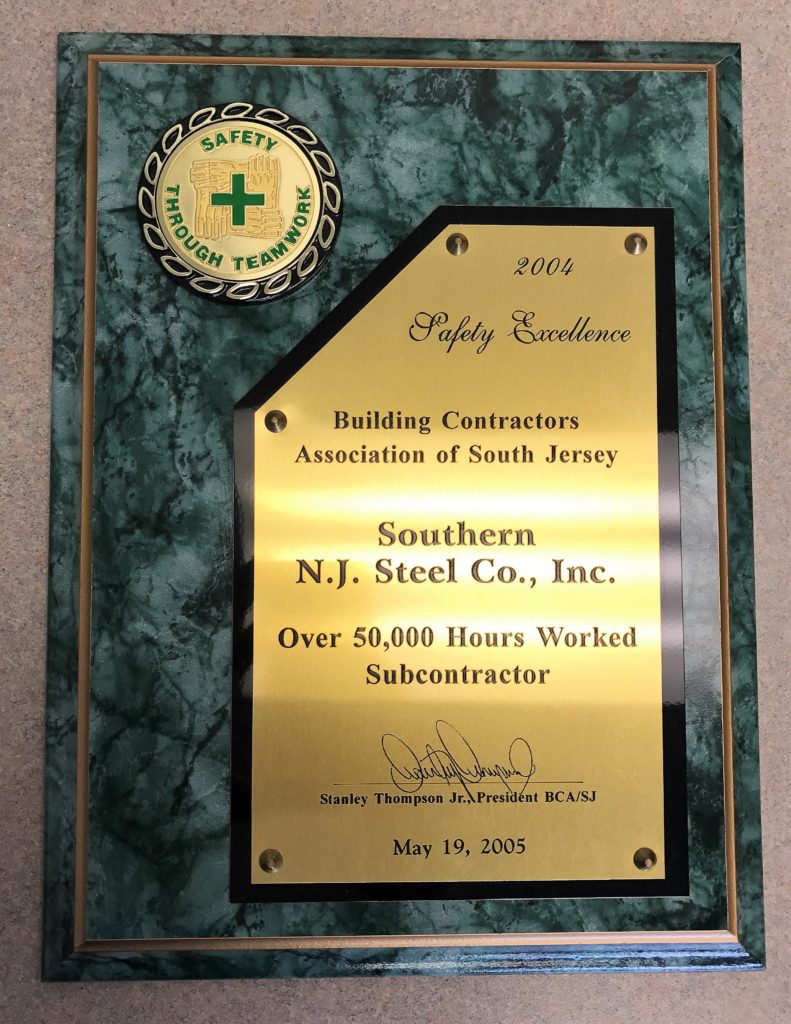 SAFETY
THROUGH TEAMWORK
2004
Safety Excellence
Building Contractors
Association of South Jersey
Southern
N.J. Steel Co., Inc.
Over 50,000 Hours Worked
Subcontractor
Stanley Thompson Jr., President BCA/SJ
May 19, 2005